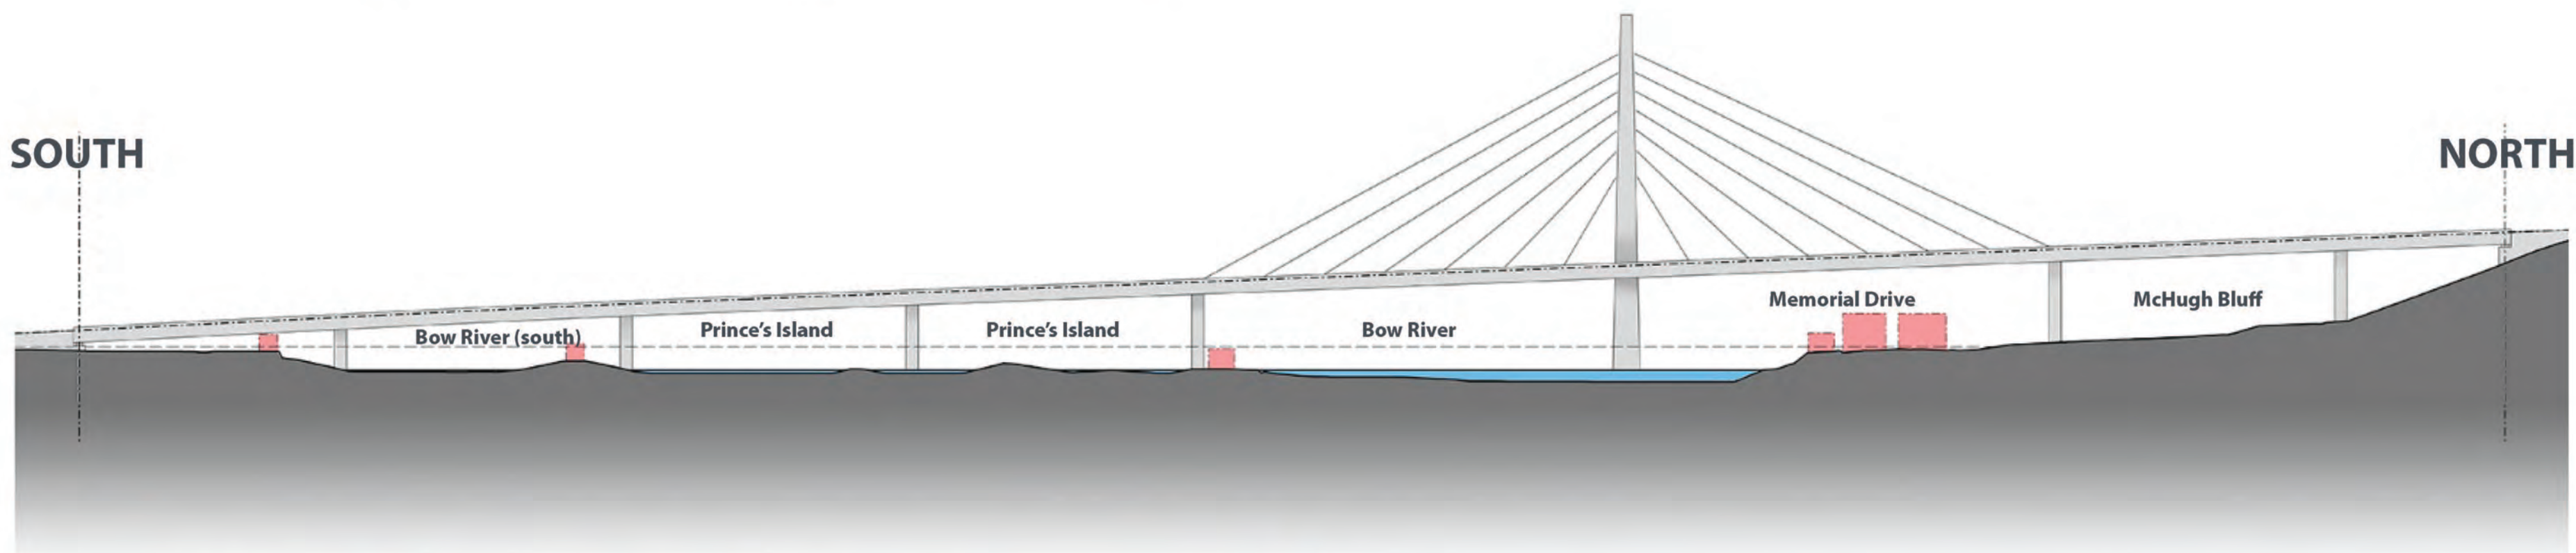 SOUTH
NORTH
Bow River (south)
Prince's Island
Prince's Island
Bow River
Memorial Drive
McHugh Bluff